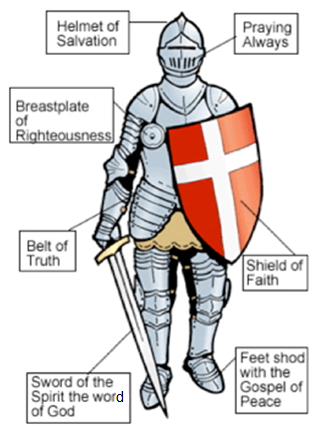 Helmet of
Salvation
Praying
Always
Breastplate
of
Righteousness
Belt of
Truth
Shield of
Faith
Sword of the
Spirit the word
of God
Feet shod
with the
Gospel of
Peace